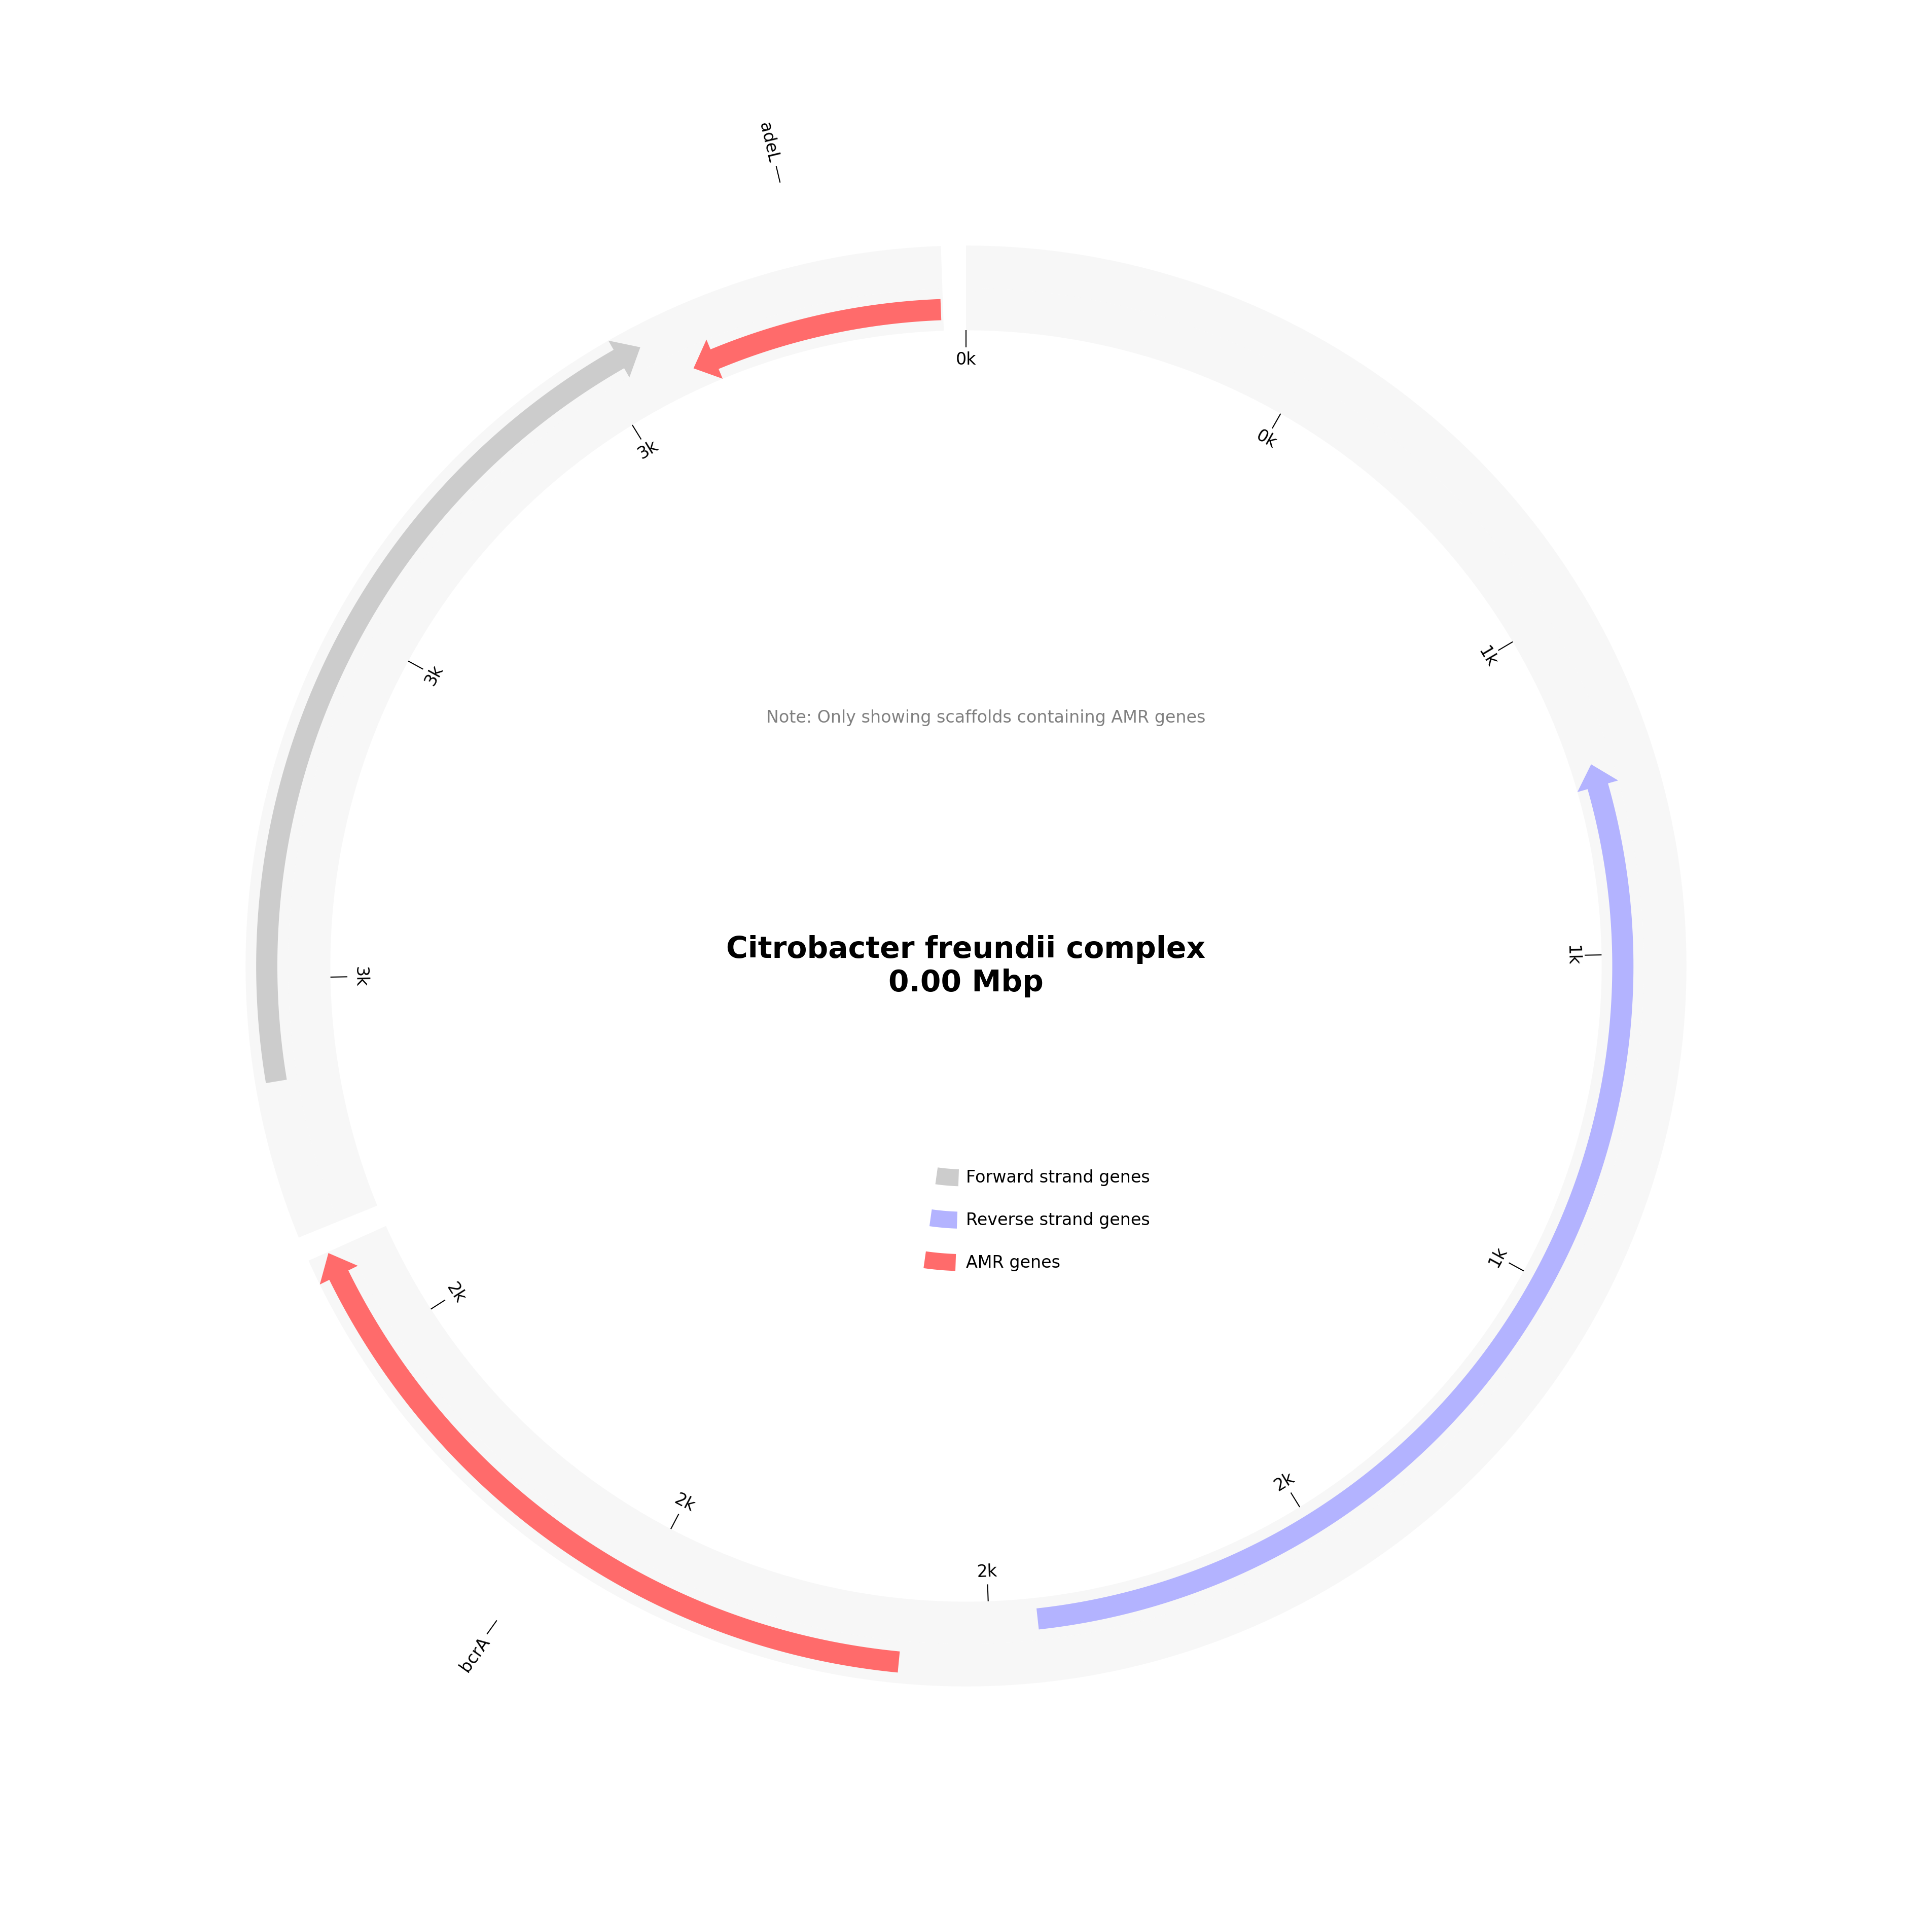 adeL
0k
0k
1k
1k
1k
2k
2k
2k
2k
3k
3k
3k
Note: Only showing scaffolds containing AMR genes
Citrobacter freundii complex
0.00 Mbp
Forward strand genes
Reverse strand genes
AMR genes
bcrA